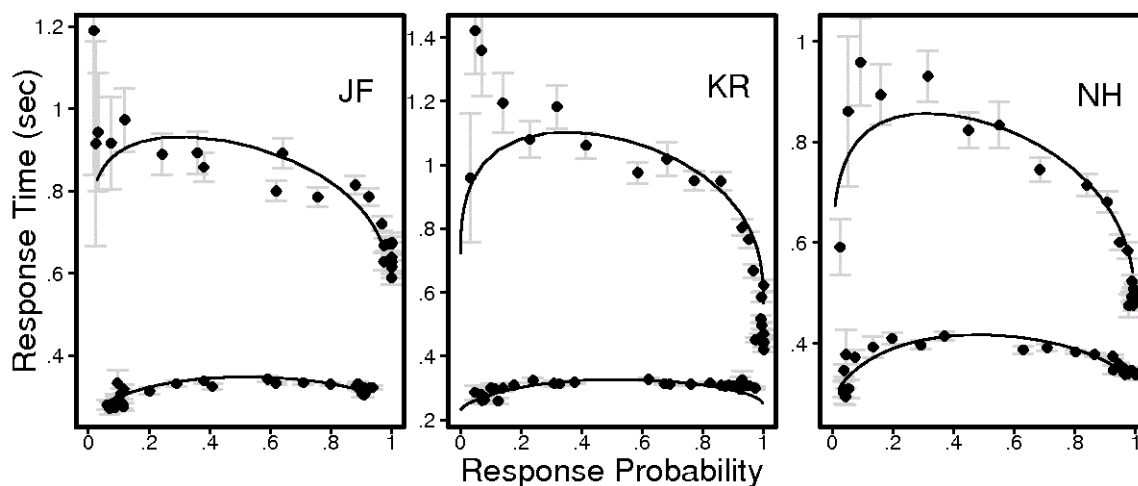 Response Time (sec)
JF
KR
NH
1.2
1
.8
.6
.4
1.4
1.2
1
.8
.6
.4
.2
1
.8
.6
.4
0 .2 .4 .6 .8 1
0 .2 .4 .6 .8 1
0 .2 .4 .6 .8 1
Response Probability